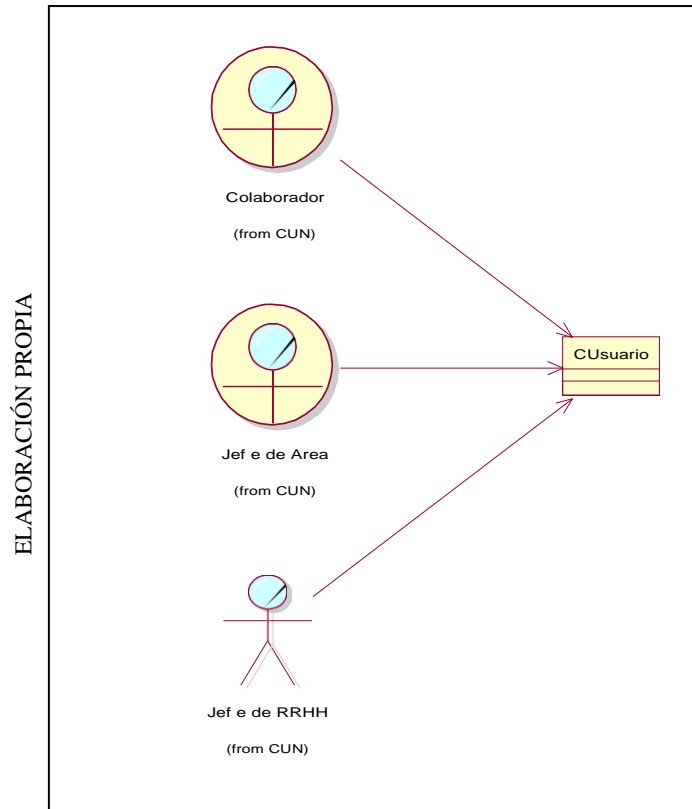 ELABORACIÓN PROPIA
Colaborador
(from CUN)
CUsuario
Jef e de Area
(from CUN)
Jef e de RRHH
(from CUN)